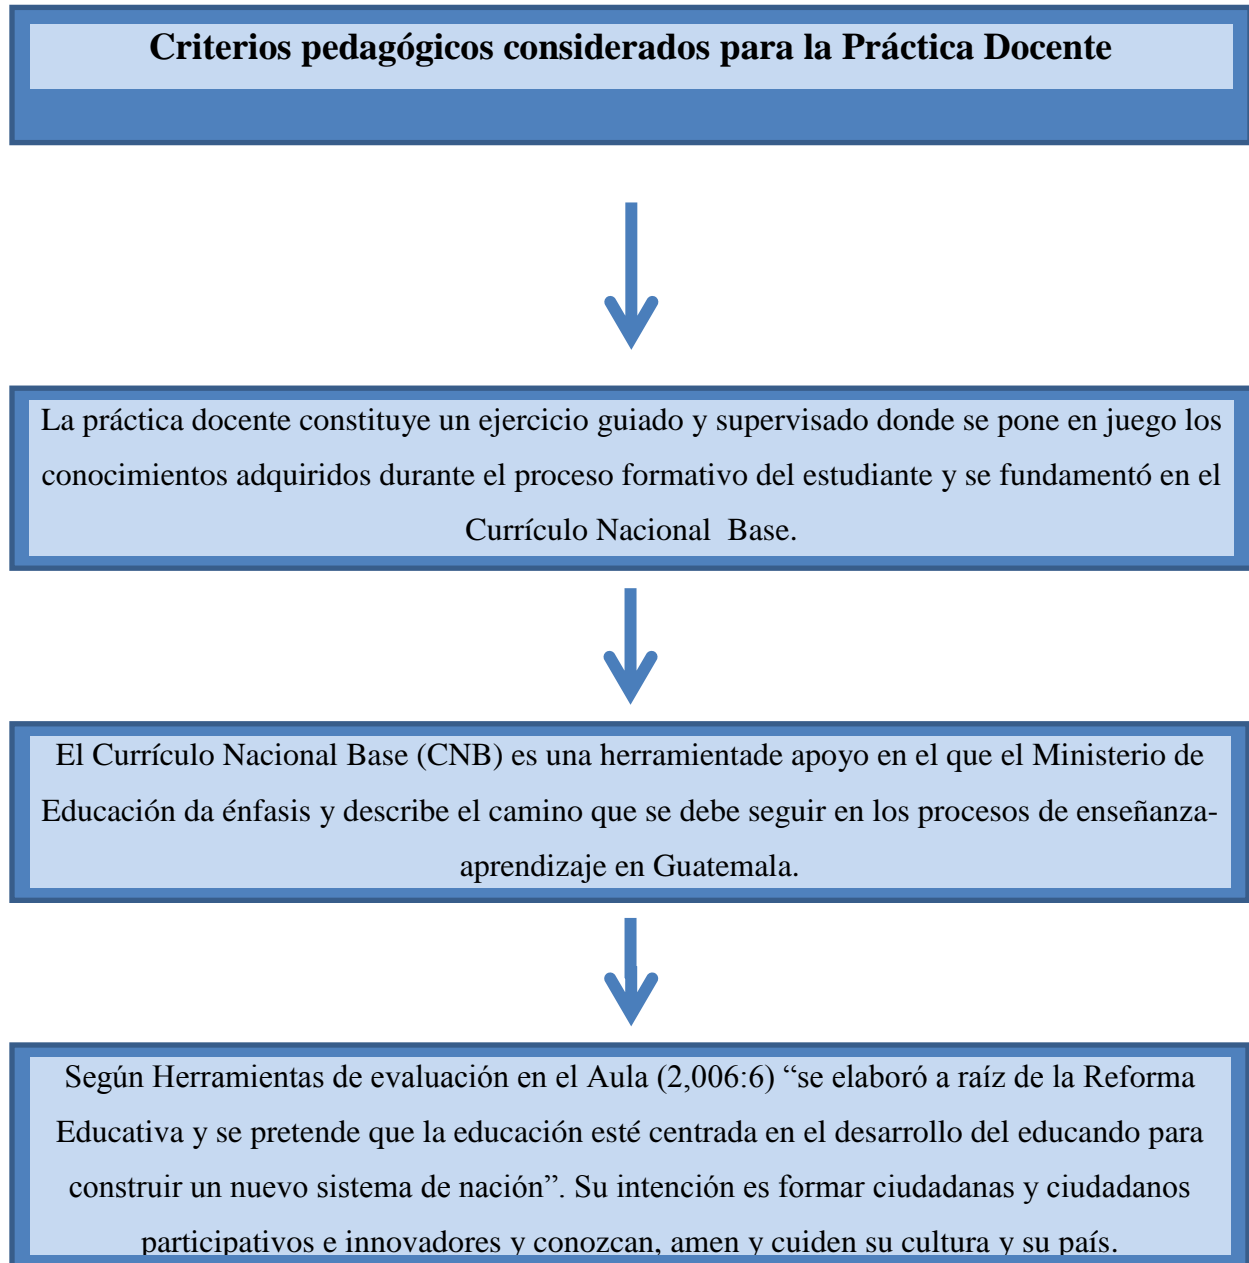 Criterios pedagógicos considerados para la Práctica Docente
La práctica docente constituye un ejercicio guiado y supervisado donde se pone en juego los
conocimientos adquiridos durante el proceso formativo del estudiante y se fundamentó en el
Currículo Nacional  Base.
El Currículo Nacional Base (CNB) es una herramientade apoyo en el que el Ministerio de
Educación da énfasis y describe el camino que se debe seguir en los procesos de enseñanza-
aprendizaje en Guatemala.
Según Herramientas de evaluación en el Aula (2,006:6) “se elaboró a raíz de la Reforma
Educativa y se pretende que la educación esté centrada en el desarrollo del educando para
construir un nuevo sistema de nación”. Su intención es formar ciudadanas y ciudadanos
participativos e innovadores y conozcan, amen y cuiden su cultura y su país.